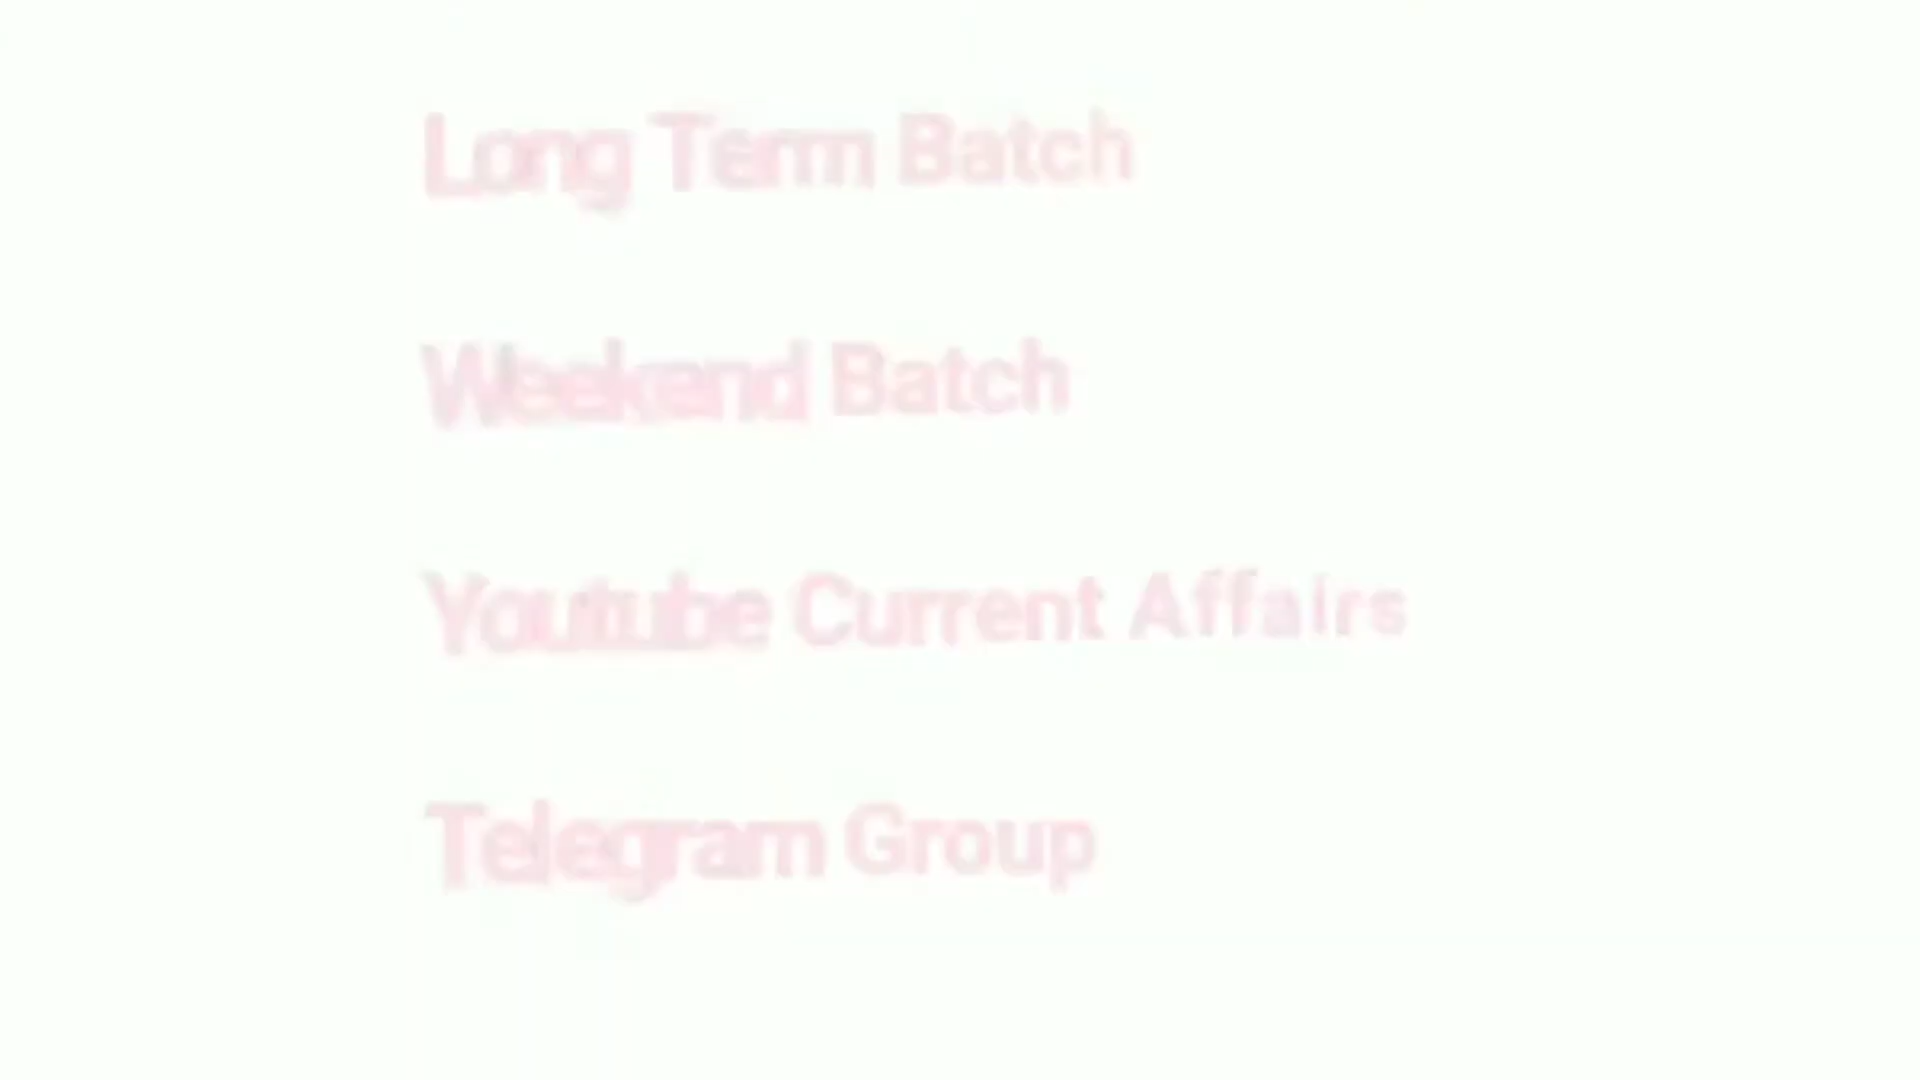 Long Term Batch
Weekend Batch
Youtube Current Affairs
Telegram Group